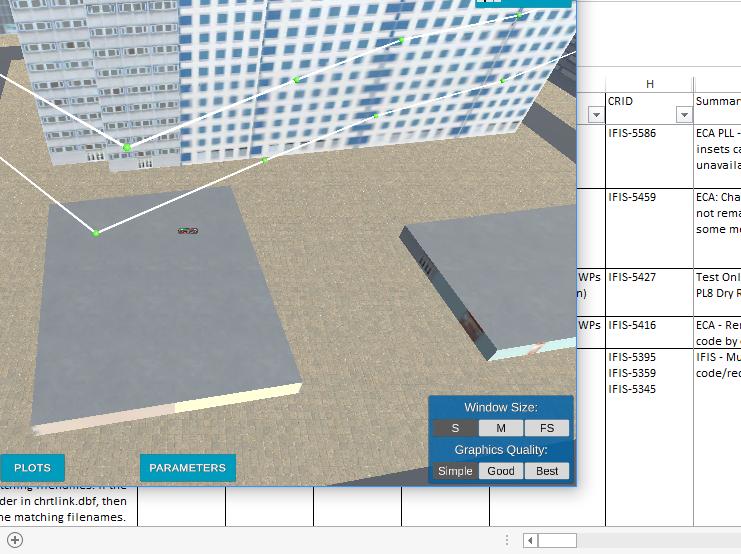 H
CRID
Summar
IFIS-5586
ECA PLL -
insets ca
unavaila
IFIS-5459
ECA: Cha
not rema
some m
WPs
n)
IFIS-5427
Test Onl
PL8 Dry R
WPs
IFIS-5416
ECA - Re
code by
IFIS-5395
IFIS-5359
IFIS-5345
IFIS - Mu
code/rec
Window Size:
S M FS
Graphics Quality:
Simple Good Best
PLOTS
PARAMETERS
tching filenames. If the
der in chrtlink.dbf, then
ne matching filenames.